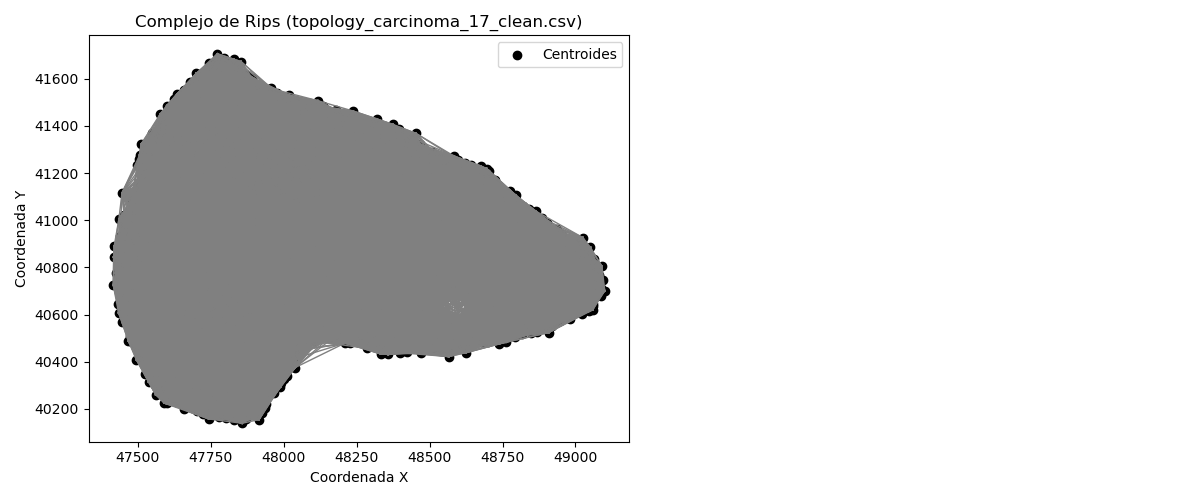 Complejo de Rips (topology_carcinoma_17_clean.csv)
Centroides
41600
41400
41200
41000
40800
40600
40400
40200
Coordenada Y
47500 47750 48000 48250 48500 48750 49000
Coordenada X